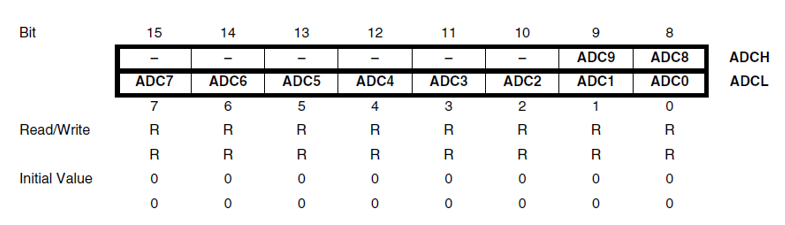 Bit 15 14 13 12 11 10 9 8
– – – – – – ADC9 ADC8 ADCH
ADC7 ADC6 ADC5 ADC4 ADC3 ADC2 ADC1 ADC0 ADCL
7 6 5 4 3 2 1 0
Read/Write R R R R R R R R
R R R R R R R R
Initial Value 0 0 0 0 0 0 0 0
0 0 0 0 0 0 0 0